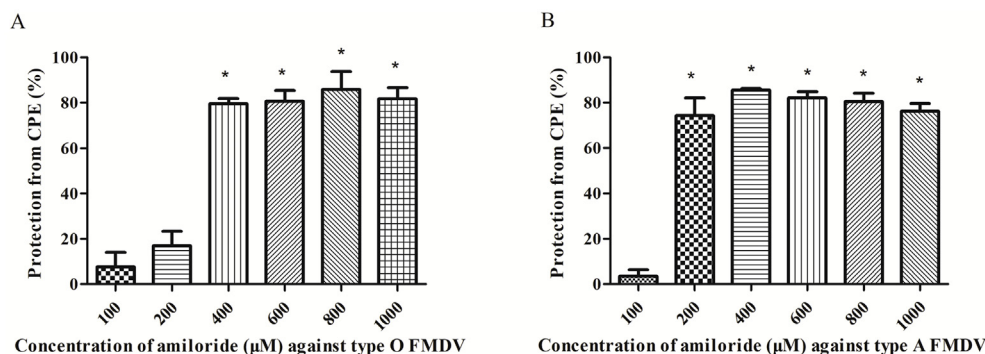 A
Protection from CPE (%)
100
80
60
40
20
0
* * * *
100 200 400 600 800 1000
Concentration of amiloride (μM) against type O FMDV
B
Protection from CPE (%)
100
80
60
40
20
0
* * * * *
100 200 400 600 800 1000
Concentration of amiloride (μM) against type A FMDV